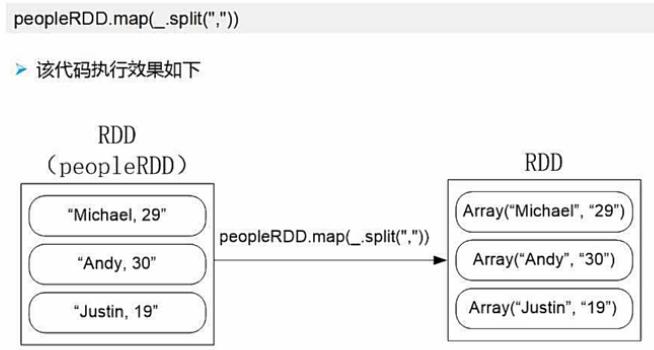 peopleRDD.map(_.split(","))
➢ 该代码执行效果如下
RDD
（peopleRDD）
RDD
“Michael, 29”
“Andy, 30”
“Justin, 19”
peopleRDD.map(_.split(","))
Array(“Michael”, “29”)
Array(“Andy”, “30”)
Array(“Justin”, “19”)